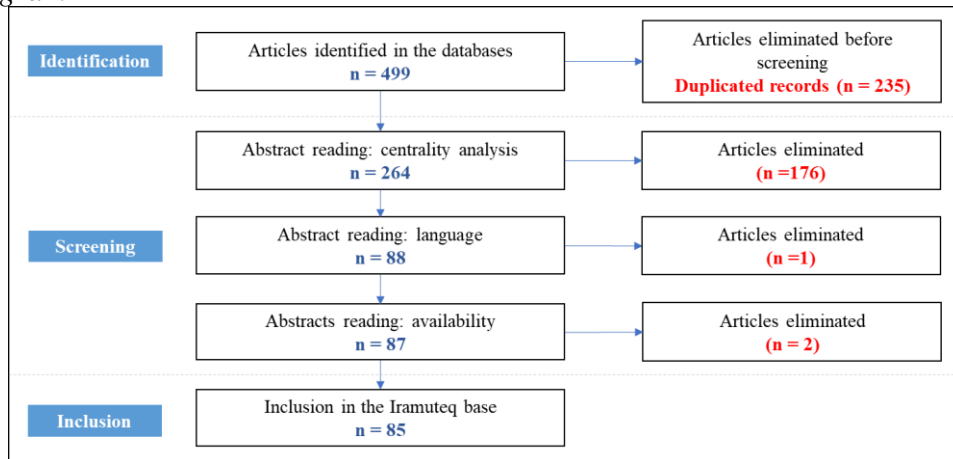 Identification
Articles identified in the databases
n = 499
Articles eliminated before
screening
Duplicated records (n = 235)
Screening
Abstract reading: centrality analysis
n = 264
Articles eliminated
(n =176)
Abstract reading: language
n = 88
Articles eliminated
(n =1)
Abstracts reading: availability
n = 87
Articles eliminated
(n = 2)
Inclusion
Inclusion in the Iramuteq base
n = 85